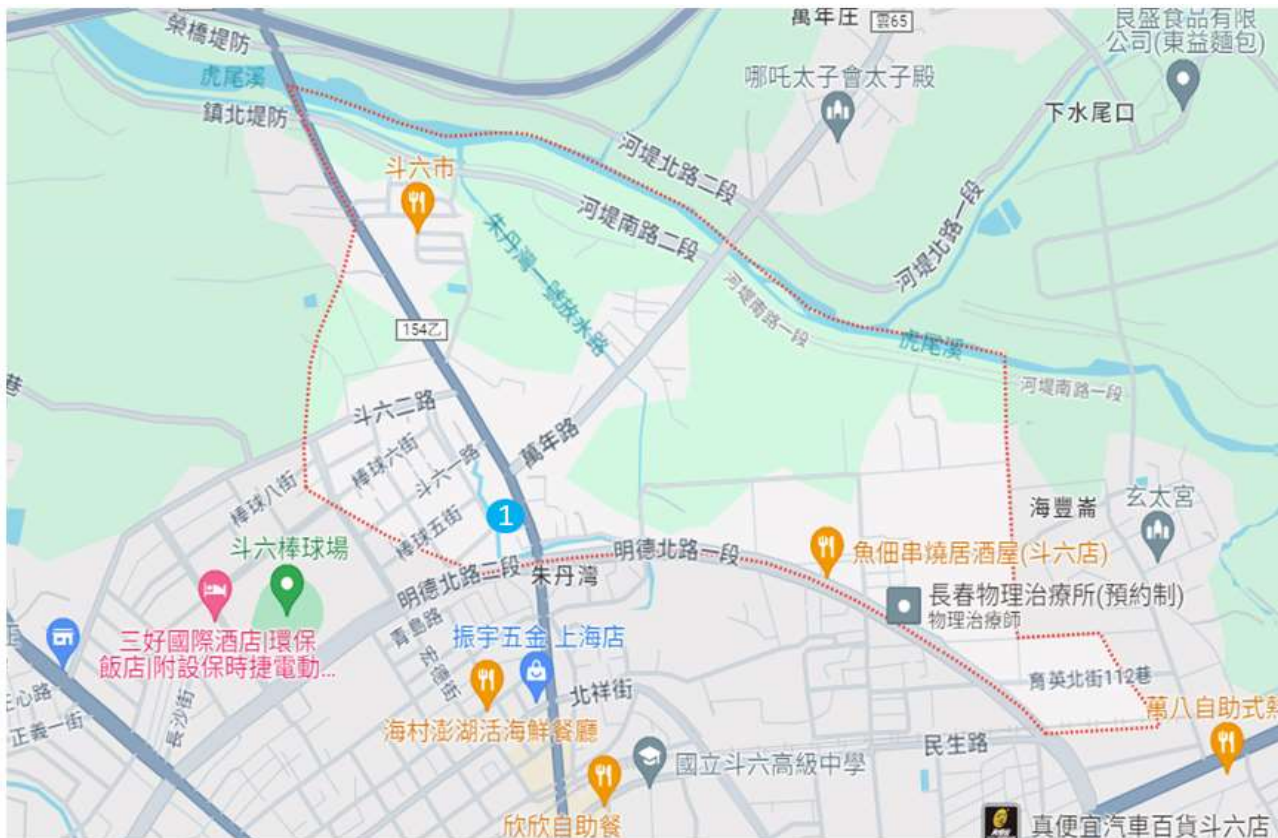 萬年庄
雲65
良盛食品有限
公司(東益麵包)
榮橋堤防
虎尾溪
鎮北堤防
哪吒太子會太子殿
下水尾口
斗六市
河堤北路二段
河堤南路二段
河堤北路一段
朱丹灣一號放水路
河堤南路一段
154乙
虎尾溪
河堤南路一段
巷
斗六二路
萬年路
棒球六街
斗六一路
棒球八街
棒球五街
1
海豐崙
玄太宮
斗六棒球場
明德北路二段
明德北路一段
朱丹灣
魚佃串燒居酒屋(斗六店)
長春物理治療所(預約制)
物理治療師
三好國際酒店|環保
飯店|附設保時捷電動...
青島街
宏德街
振宇五金 上海店
北祥街
育英北街112巷
正心路
正義一街
長沙街
海村澎湖活海鮮餐廳
萬八自助式熱
民生路
國立斗六高級中學
欣欣自助餐
真便宜汽車百貨斗六店